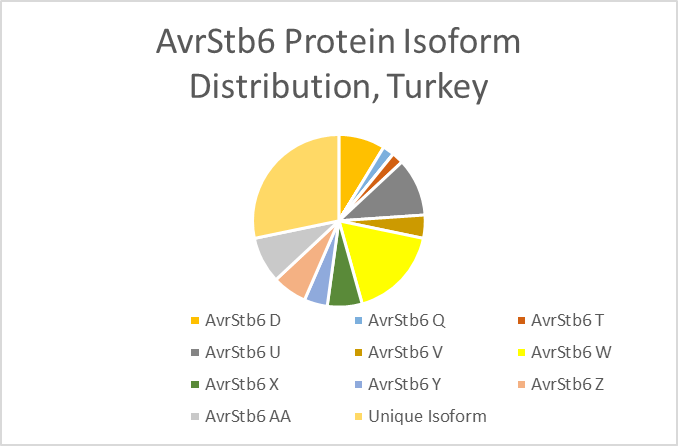 AvrStb6 Protein Isoform
Distribution, Turkey
AvrStb6 D
AvrStb6 Q
AvrStb6 T
AvrStb6 U
AvrStb6 V
AvrStb6 W
AvrStb6 X
AvrStb6 Y
AvrStb6 Z
AvrStb6 AA
Unique Isoform